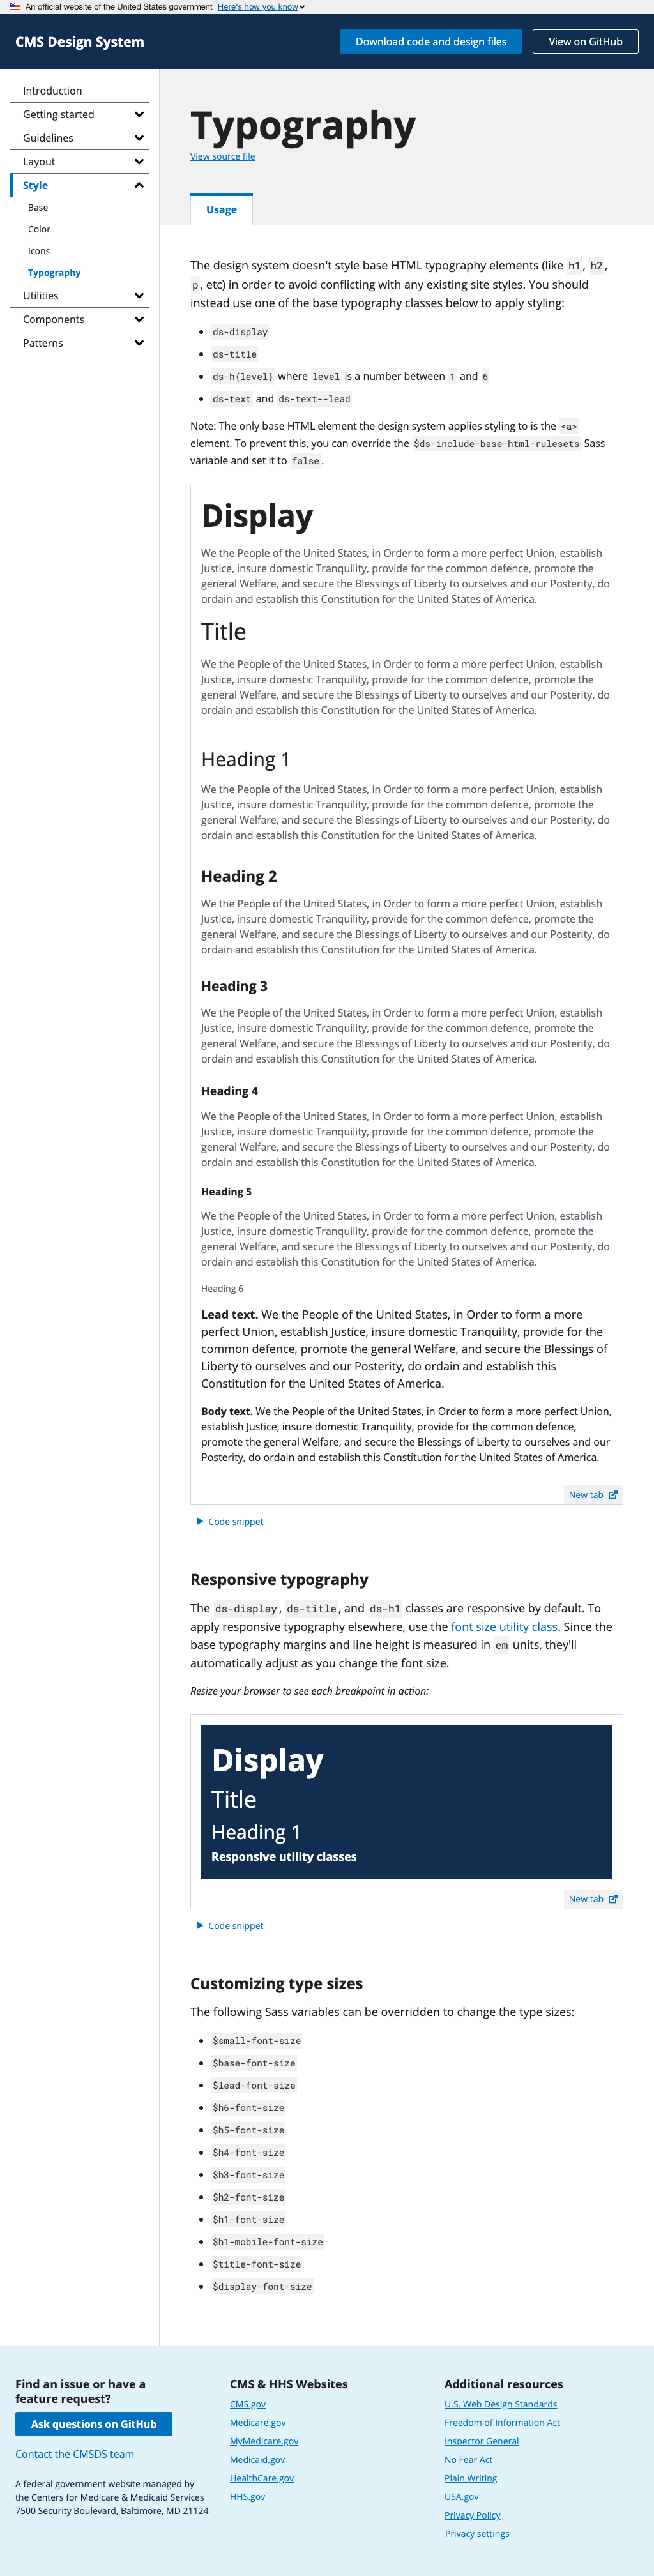 An official website of the United States government Here's how you know
CMS Design System
Download code and design files
View on GitHub
Introduction
Getting started
Guidelines
Layout
Style
Base
Color
Icons
Typography
Utilities
Components
Patterns
Typography
View source file
Usage
The design system doesn't style base HTML typography elements (like h1, h2,
p, etc) in order to avoid conflicting with any existing site styles. You should
instead use one of the base typography classes below to apply styling:
ds-display
ds-title
ds-h{level} where level is a number between 1 and 6
ds-text and ds-text--lead
Note: The only base HTML element the design system applies styling to is the <a>
element. To prevent this, you can override the $ds-include-base-html-rulesets Sass
variable and set it to false.
Display
We the People of the United States, in Order to form a more perfect Union, establish
Justice, insure domestic Tranquility, provide for the common defence, promote the
general Welfare, and secure the Blessings of Liberty to ourselves and our Posterity, do
ordain and establish this Constitution for the United States of America.
Title
We the People of the United States, in Order to form a more perfect Union, establish
Justice, insure domestic Tranquility, provide for the common defence, promote the
general Welfare, and secure the Blessings of Liberty to ourselves and our Posterity, do
ordain and establish this Constitution for the United States of America.
Heading 1
We the People of the United States, in Order to form a more perfect Union, establish
Justice, insure domestic Tranquility, provide for the common defence, promote the
general Welfare, and secure the Blessings of Liberty to ourselves and our Posterity, do
ordain and establish this Constitution for the United States of America.
Heading 2
We the People of the United States, in Order to form a more perfect Union, establish
Justice, insure domestic Tranquility, provide for the common defence, promote the
general Welfare, and secure the Blessings of Liberty to ourselves and our Posterity, do
ordain and establish this Constitution for the United States of America.
Heading 3
We the People of the United States, in Order to form a more perfect Union, establish
Justice, insure domestic Tranquility, provide for the common defence, promote the
general Welfare, and secure the Blessings of Liberty to ourselves and our Posterity, do
ordain and establish this Constitution for the United States of America.
Heading 4
We the People of the United States, in Order to form a more perfect Union, establish
Justice, insure domestic Tranquility, provide for the common defence, promote the
general Welfare, and secure the Blessings of Liberty to ourselves and our Posterity, do
ordain and establish this Constitution for the United States of America.
Heading 5
We the People of the United States, in Order to form a more perfect Union, establish
Justice, insure domestic Tranquility, provide for the common defence, promote the
general Welfare, and secure the Blessings of Liberty to ourselves and our Posterity, do
ordain and establish this Constitution for the United States of America.
Heading 6
Lead text. We the People of the United States, in Order to form a more
perfect Union, establish Justice, insure domestic Tranquility, provide for the
common defence, promote the general Welfare, and secure the Blessings of
Liberty to ourselves and our Posterity, do ordain and establish this
Constitution for the United States of America.
Body text. We the People of the United States, in Order to form a more perfect Union,
establish Justice, insure domestic Tranquility, provide for the common defence,
promote the general Welfare, and secure the Blessings of Liberty to ourselves and our
Posterity, do ordain and establish this Constitution for the United States of America.
New tab
Code snippet
Responsive typography
The ds-display, ds-title, and ds-h1 classes are responsive by default. To
apply responsive typography elsewhere, use the font size utility class. Since the
base typography margins and line height is measured in em units, they'll
automatically adjust as you change the font size.
Resize your browser to see each breakpoint in action:
Display
Title
Heading 1
Responsive utility classes
New tab
Code snippet
Customizing type sizes
The following Sass variables can be overridden to change the type sizes:
$small-font-size
$base-font-size
$lead-font-size
$h6-font-size
$h5-font-size
$h4-font-size
$h3-font-size
$h2-font-size
$h1-font-size
$h1-mobile-font-size
$title-font-size
$display-font-size
Find an issue or have a
feature request?
Ask questions on GitHub
Contact the CMSDS team
A federal government website managed by
the Centers for Medicare & Medicaid Services
7500 Security Boulevard, Baltimore, MD 21124
CMS & HHS Websites
CMS.gov
Medicare.gov
MyMedicare.gov
Medicaid.gov
HealthCare.gov
HHS.gov
Additional resources
U.S. Web Design Standards
Freedom of Information Act
Inspector General
No Fear Act
Plain Writing
USA.gov
Privacy Policy
Privacy settings